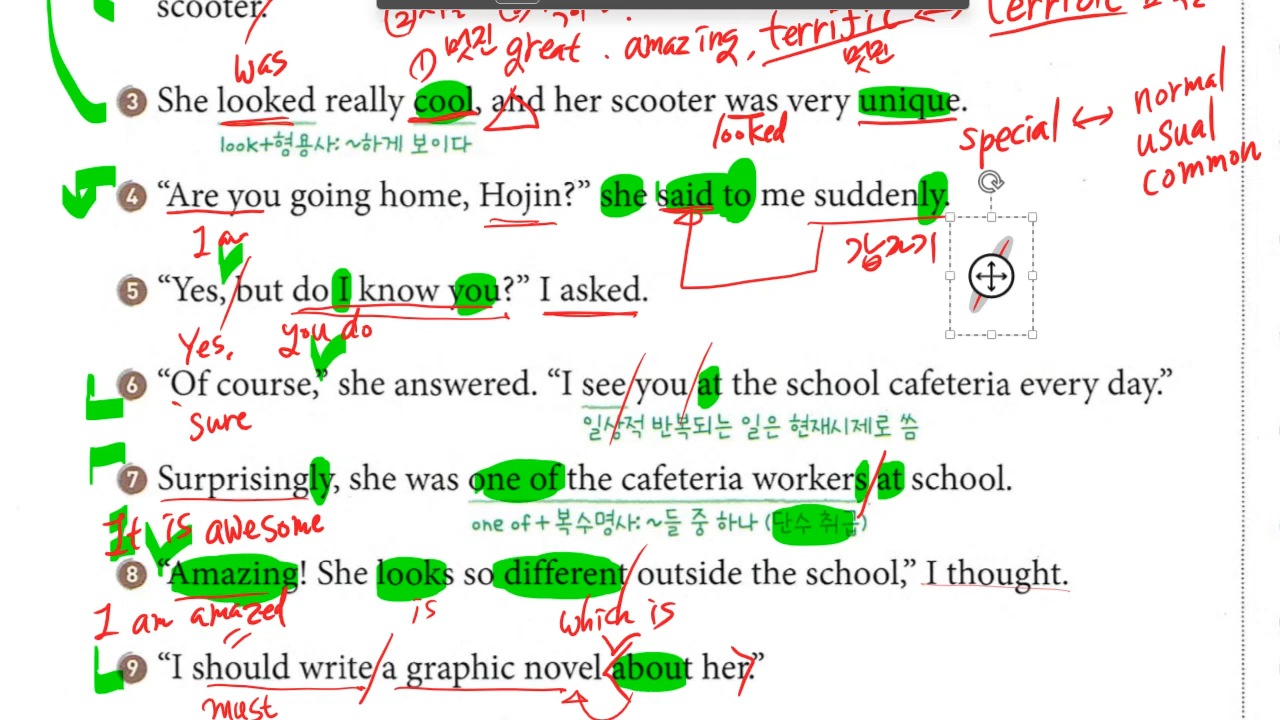 scooter.
was
① 멋진 great . amazing, terrific ↔
멋진
③ She looked really cool, and her scooter was very unique.
look+형용사: ~하게 보이다
looked
special ↔ normal
usual
common
④ “Are you going home, Hojin?” she said to me suddenly.
I am
갑자기
⑤ “Yes, but do I know you?” I asked.
Yes.
you do
⑥ “Of course,” she answered. “I see you at the school cafeteria every day.”
sure
일상적 반복되는 일은 현재시제로 씀
⑦ Surprisingly, she was one of the cafeteria workers at school.
It is awesome
one of + 복수명사: ~들 중 하나 (단수 취급)
⑧ “Amazing! She looks so different outside the school,” I thought.
I am amazed
is
which is
⑨ “I should write a graphic novel about her.”
must